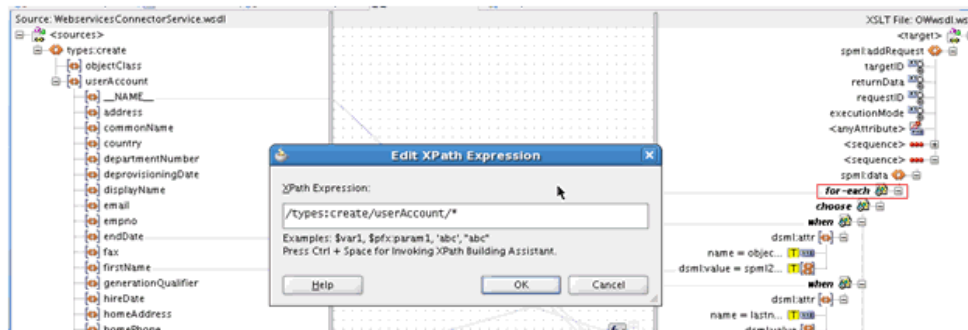 Source: WebservicesConnectorService.wsdl
<sources>
types:create
objectClass
userAccount
__NAME__
address
commonName
country
departmentNumber
deprovisioningDate
displayName
email
empno
endDate
fax
firstName
generationQualifier
hireDate
homeAddress
homePhone
Edit XPath Expression
XPath Expression:
/types:create/userAccount/*
Examples: $var1, $pfx:param1, 'abc', "abc"
Press Ctrl + Space for Invoking XPath Building Assistant.
Help
OK
Cancel
XSLT File: OWwsdl.ws
<target>
spml:addRequest
targetID
returnData
requestID
executionMode
<anyAttribute>
<sequence>
<sequence>
spml:data
for-each
choose
when
dsml:attr
name = objec...
dsml:value = spml2...
when
dsml:attr
name = lastn...
dsml:value